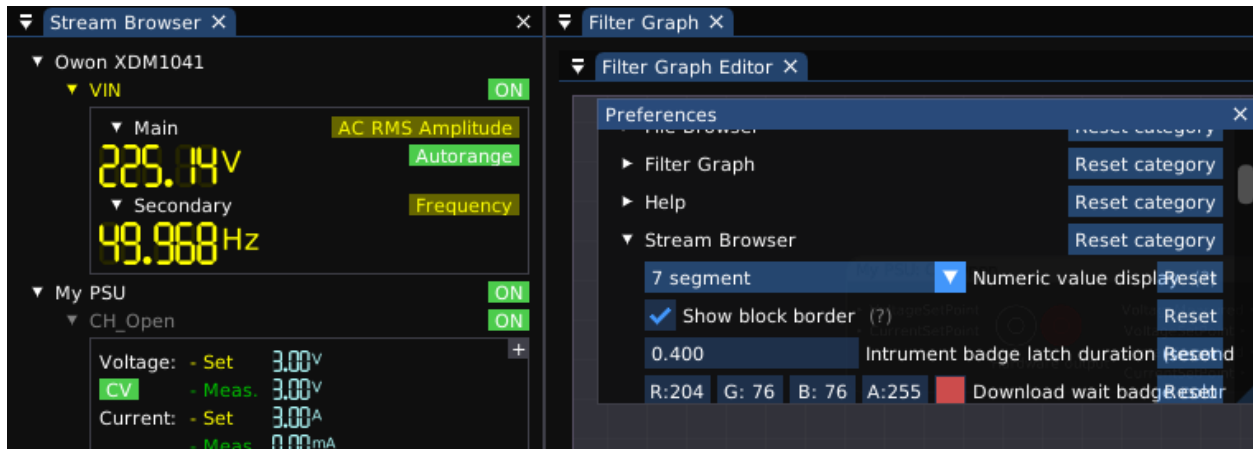 Stream Browser
Owon XDM1041
VIN ON
Main AC RMS Amplitude
225.14V Autorange
Secondary Frequency
49.968Hz
My PSU ON
CH_Open ON
Voltage: - Set 3.00V
CV - Meas. 3.00V
Current: - Set 3.00A
- Meas. 0.00mA
Filter Graph
Filter Graph Editor
Preferences
File Browser Reset category
Filter Graph Reset category
Help Reset category
Stream Browser Reset category
7 segment Numeric value display Reset
Show block border (?) Reset
0.400 Intrument badge latch duration Reset
R:204 G: 76 B: 76 A:255 Download wait badge Reset